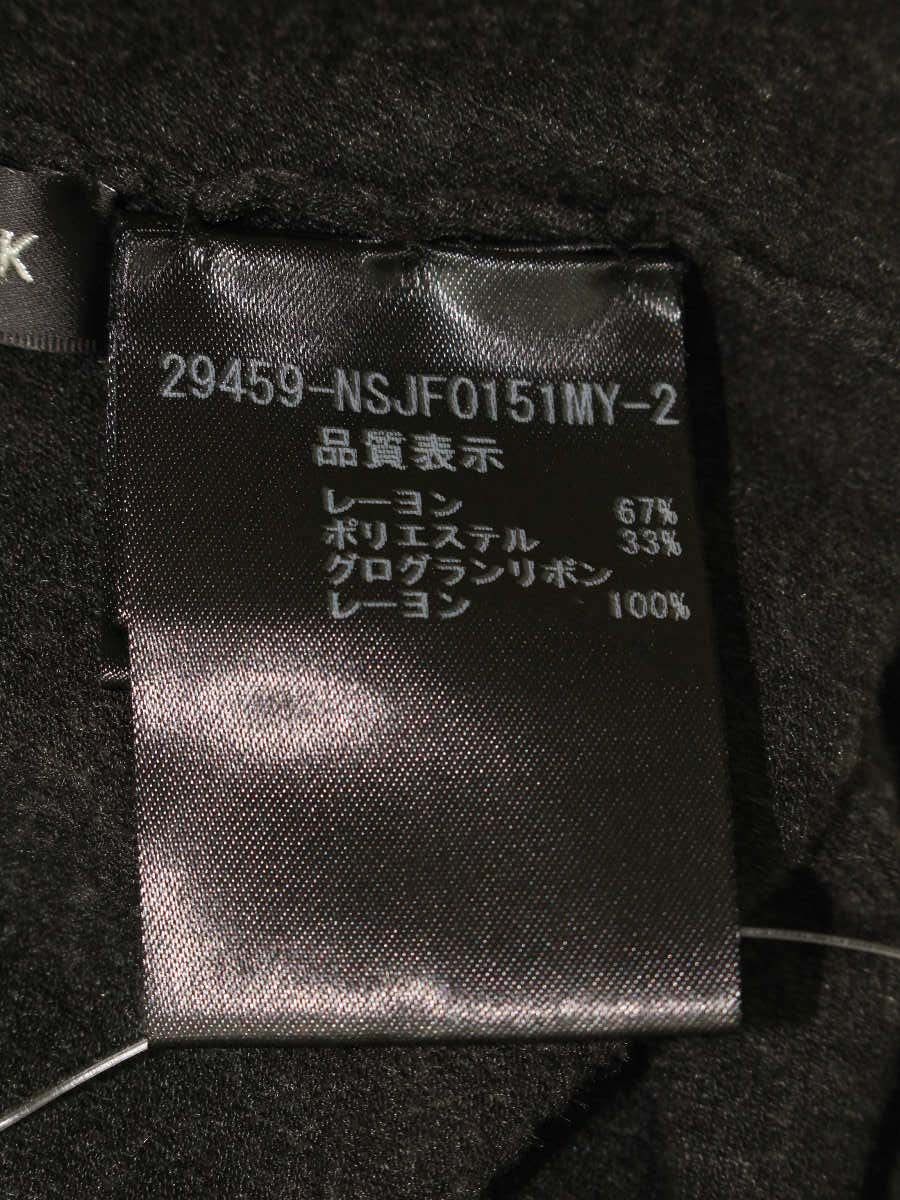 K
29459-NSJF0151MY-2
品質表示
レーヨン 67%
ポリエステル 33%
グログランリボン
レーヨン 100%